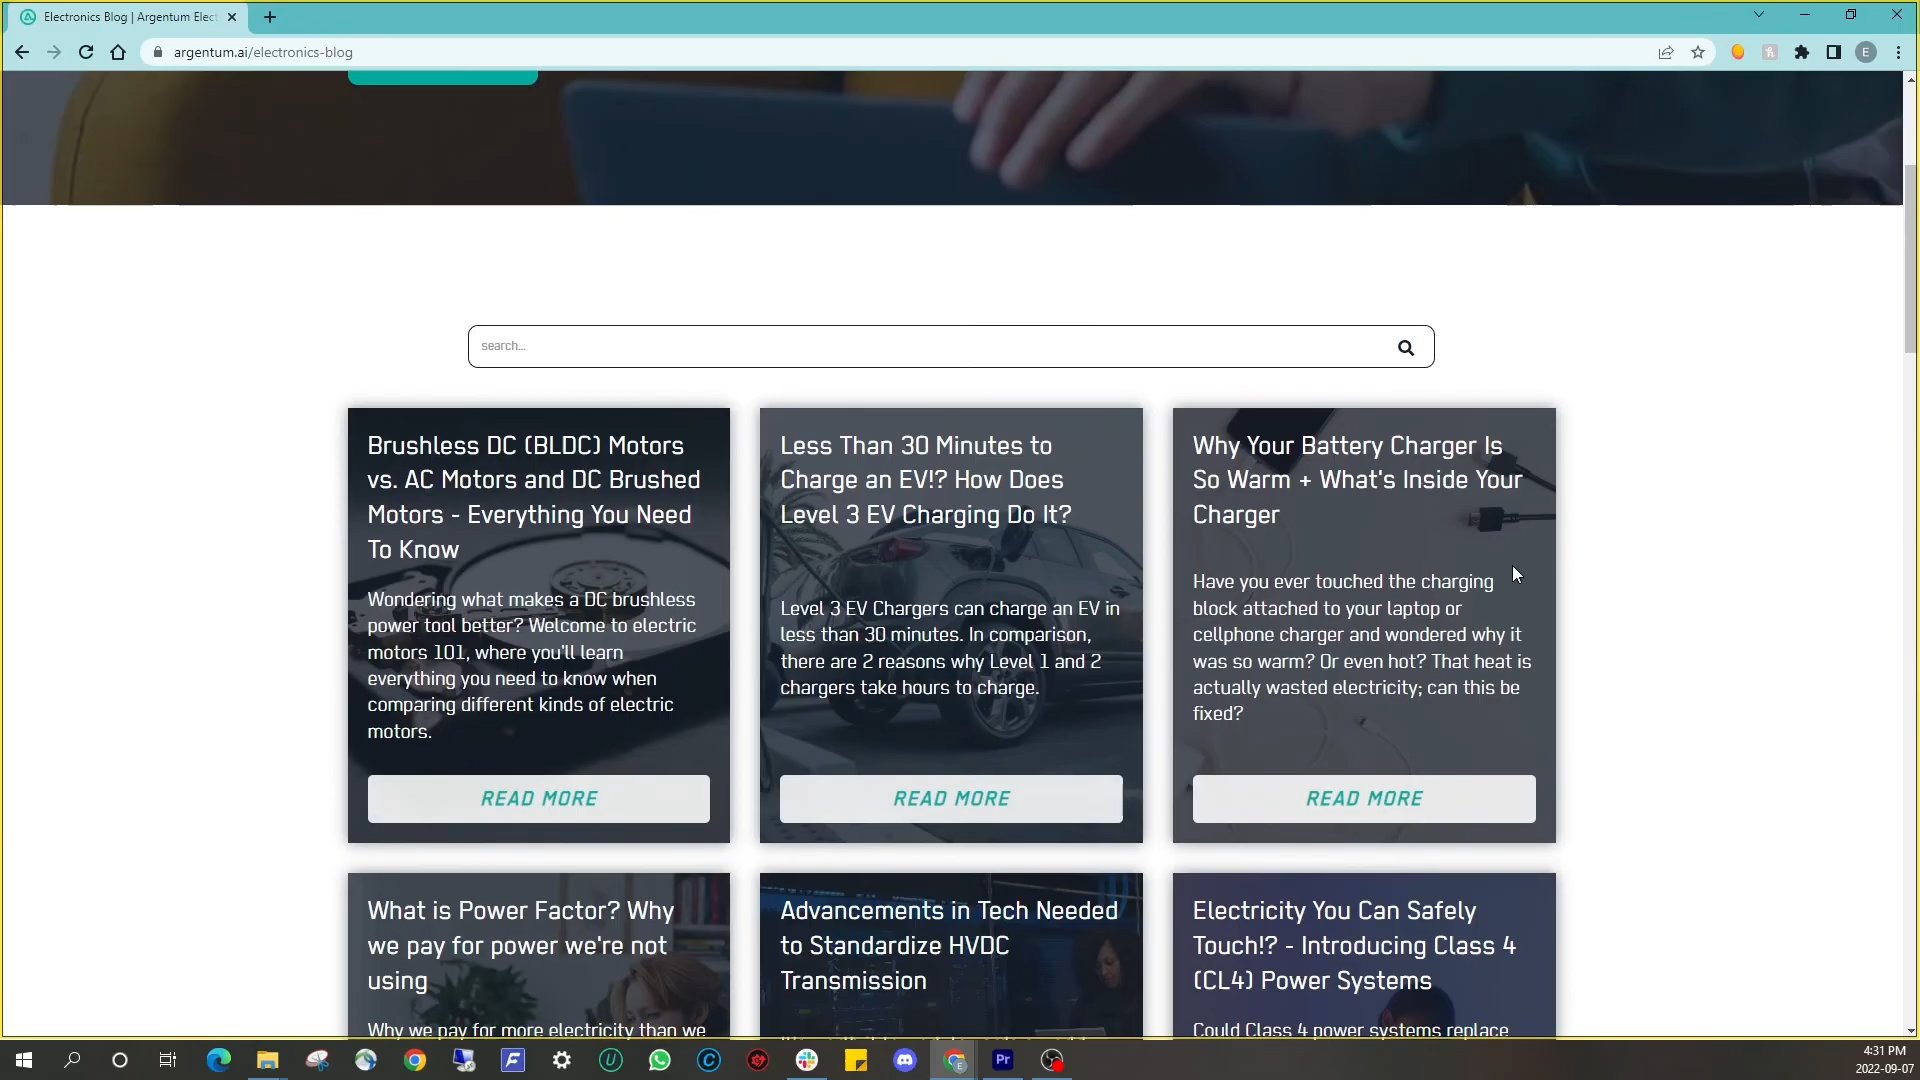 Electronics Blog | Argentum Elect
argentum.ai/electronics-blog
E
search...
Brushless DC (BLDC) Motors
vs. AC Motors and DC Brushed
Motors - Everything You Need
To Know
Wondering what makes a DC brushless
power tool better? Welcome to electric
motors 101, where you'll learn
everything you need to know when
comparing different kinds of electric
motors.
READ MORE
Less Than 30 Minutes to
Charge an EV!? How Does
Level 3 EV Charging Do It?
Level 3 EV Chargers can charge an EV in
less than 30 minutes. In comparison,
there are 2 reasons why Level 1 and 2
chargers take hours to charge.
READ MORE
Why Your Battery Charger Is
So Warm + What's Inside Your
Charger
Have you ever touched the charging
block attached to your laptop or
cellphone charger and wondered why it
was so warm? Or even hot? That heat is
actually wasted electricity; can this be
fixed?
READ MORE
What is Power Factor? Why
we pay for power we're not
using
Why we pay for more electricity than we
Advancements in Tech Needed
to Standardize HVDC
Transmission
Electricity You Can Safely
Touch!? - Introducing Class 4
(CL4) Power Systems
Could Class 4 power systems replace
Pr
4:31 PM
2022-09-07